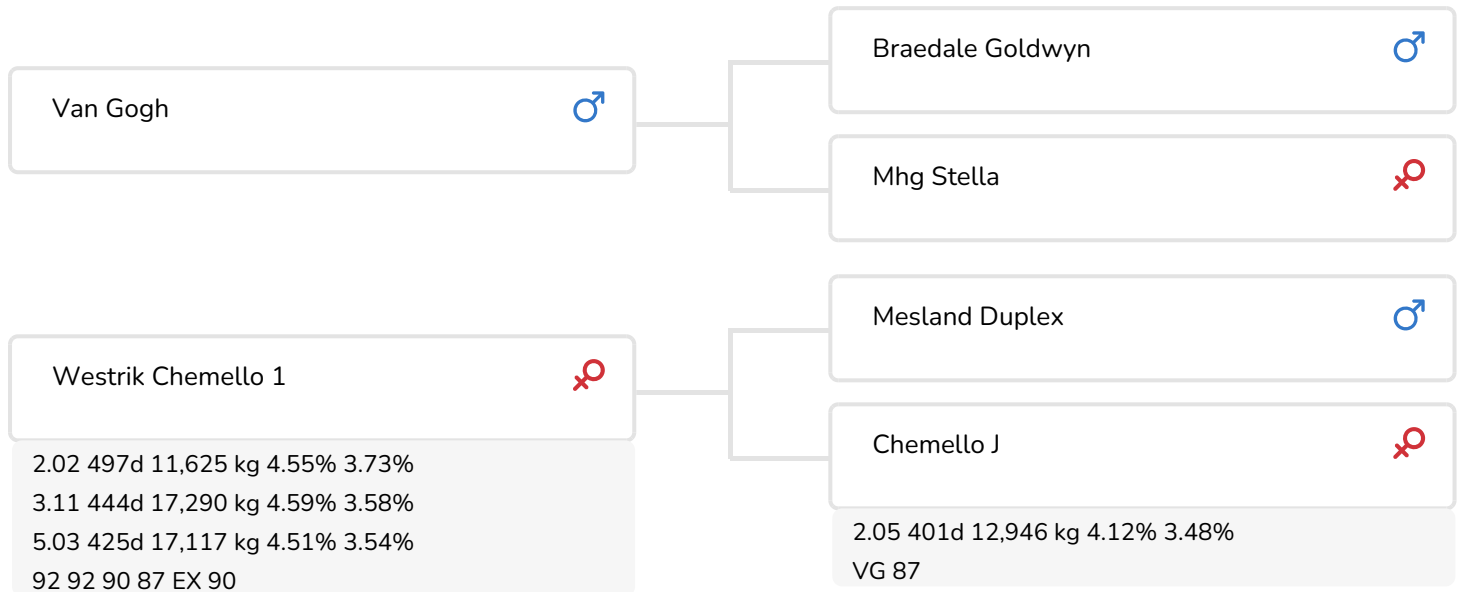 Van Gogh
Braedale Goldwyn
Mhg Stella
Westrik Chemello 1
2.02 497d 11,625 kg 4.55% 3.73%
3.11 444d 17,290 kg 4.59% 3.58%
5.03 425d 17,117 kg 4.51% 3.54%
92 92 90 87 EX 90
Mesland Duplex
Chemello J
2.05 401d 12,946 kg 4.12% 3.48%
VG 87